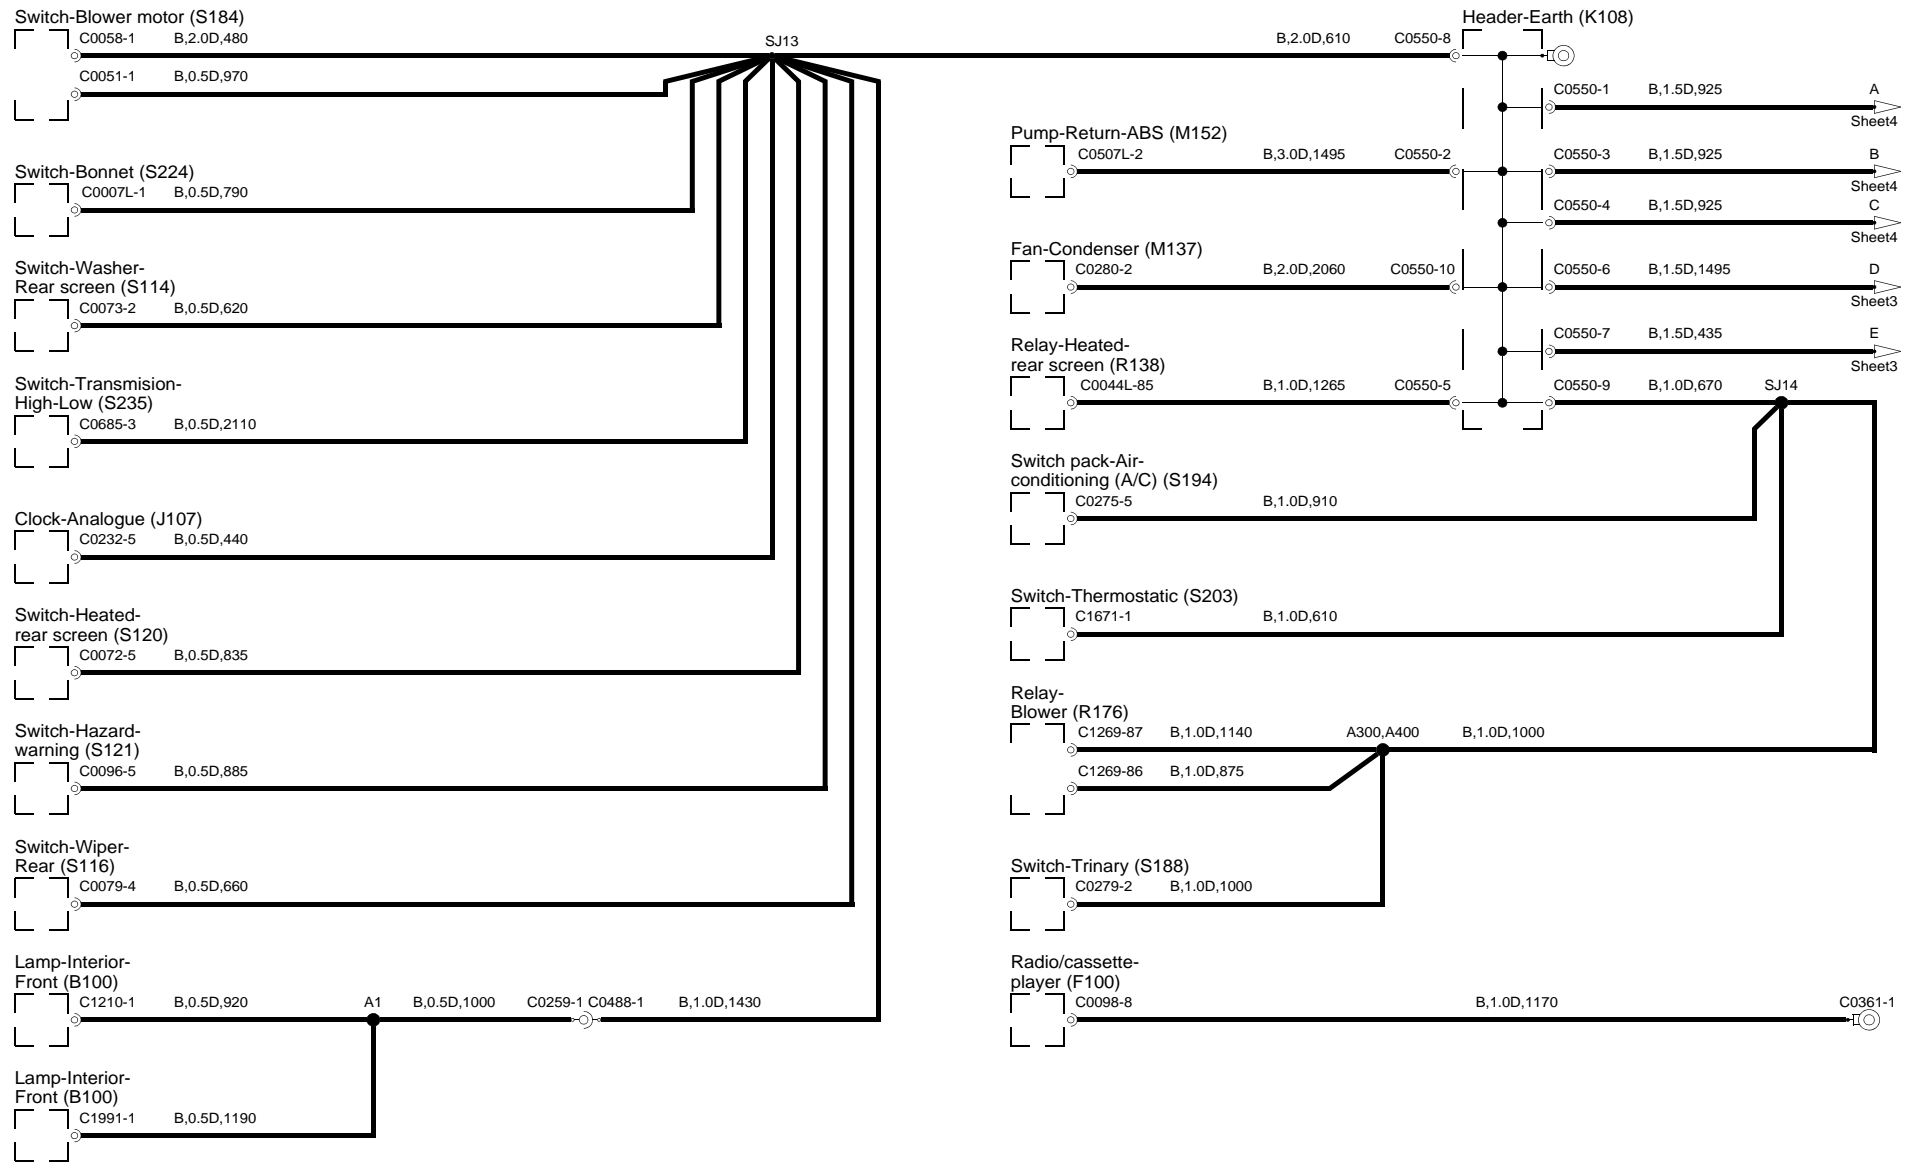 Switch-Blower motor (S184)
C0058-1 B,2.0D,480
C0051-1 B,0.5D,970
SJ13
B,2.0D,610 C0550-8
Header-Earth (K108)
Switch-Bonnet (S224)
C0007L-1 B,0.5D,790
Switch-Washer-
Rear screen (S114)
C0073-2 B,0.5D,620
Switch-Transmision-
High-Low (S235)
C0685-3 B,0.5D,2110
Clock-Analogue (J107)
C0232-5 B,0.5D,440
Switch-Heated-
rear screen (S120)
C0072-5 B,0.5D,835
Switch-Hazard-
warning (S121)
C0096-5 B,0.5D,885
Switch-Wiper-
Rear (S116)
C0079-4 B,0.5D,660
Lamp-Interior-
Front (B100)
C1210-1 B,0.5D,920 A1 B,0.5D,1000 C0259-1 C0488-1 B,1.0D,1430
Lamp-Interior-
Front (B100)
C1991-1 B,0.5D,1190
C0550-1 B,1.5D,925 A
Sheet4
Pump-Return-ABS (M152)
C0507L-2 B,3.0D,1495 C0550-2
C0550-3 B,1.5D,925 B
Sheet4
C0550-4 B,1.5D,925 C
Sheet4
Fan-Condenser (M137)
C0280-2 B,2.0D,2060 C0550-10
C0550-6 B,1.5D,1495 D
Sheet3
C0550-7 B,1.5D,435 E
Sheet3
Relay-Heated-
rear screen (R138)
C0044L-85 B,1.0D,1265 C0550-5
C0550-9 B,1.0D,670 SJ14
Switch pack-Air-
conditioning (A/C) (S194)
C0275-5 B,1.0D,910
Switch-Thermostatic (S203)
C1671-1 B,1.0D,610
Relay-
Blower (R176)
C1269-87 B,1.0D,1140 A300,A400 B,1.0D,1000
C1269-86 B,1.0D,875
Switch-Trinary (S188)
C0279-2 B,1.0D,1000
Radio/cassette-
player (F100)
C0098-8 B,1.0D,1170 C0361-1